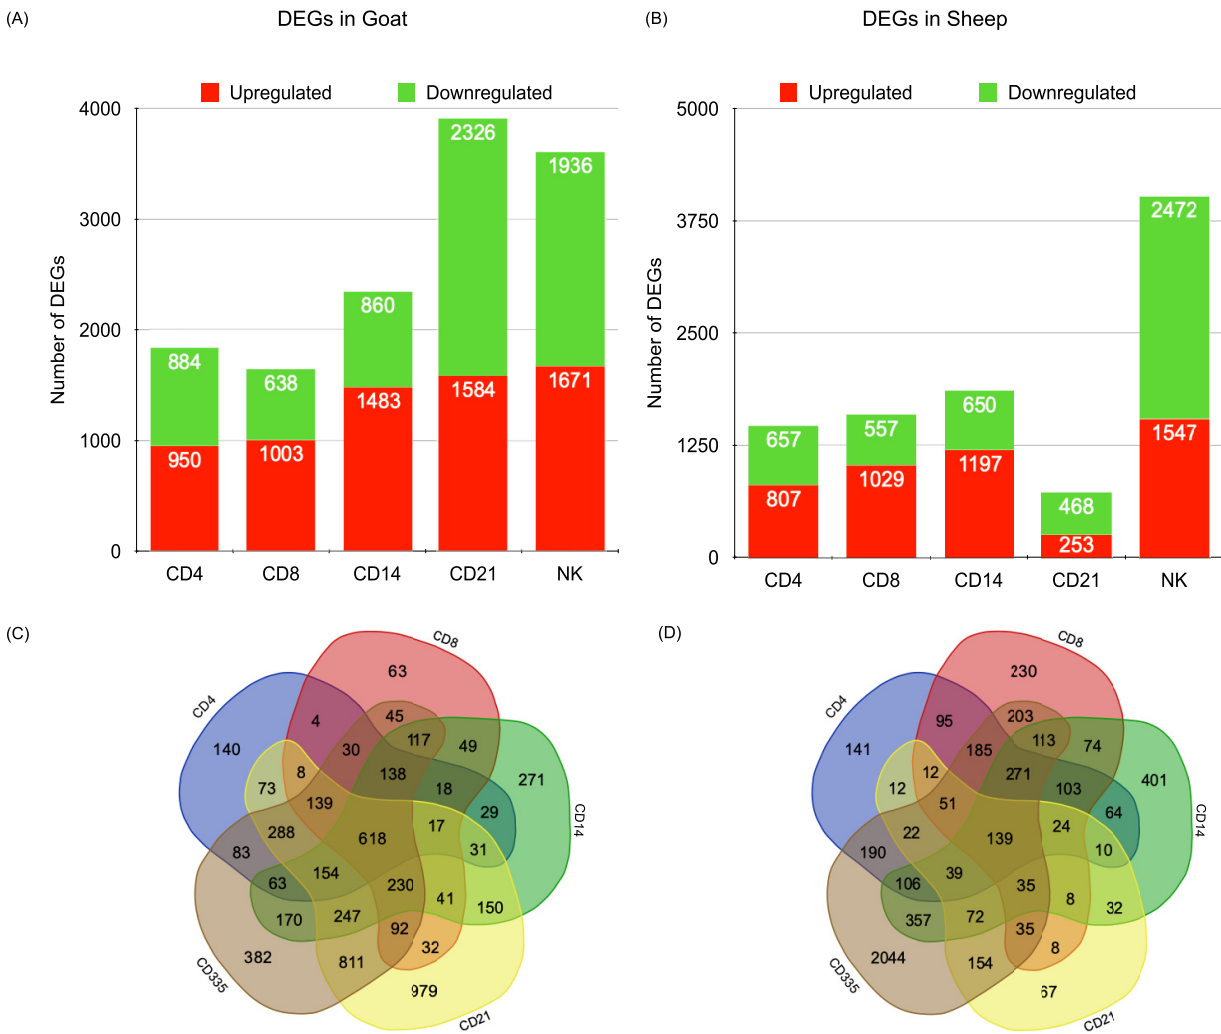 (A) DEGs in Goat
Upregulated Downregulated
Number of DEGs
4000
3000
2000
1000
0
884 638 860 2326 1936
950 1003 1483 1584 1671
CD4 CD8 CD14 CD21 NK
(B) DEGs in Sheep
Upregulated Downregulated
Number of DEGs
5000
3750
2500
1250
0
657 557 650 468 2472
807 1029 1197 253 1547
CD4 CD8 CD14 CD21 NK
(C)
CD8
63
CD4
4 45
140 30 117 49
8 138 271
73 139 18
29
CD14
288 618 17
83 31
63 154 230
170 247 41 150
92
382 811 32
CD335
979
CD21
(D)
CD8
230
CD4
95 203
141 185 113 74
12 271 401
12 51 103
64
CD14
22 139 24
190 10
106 39 35
357 72 8 32
35
2044 154 8
CD335
67
CD21